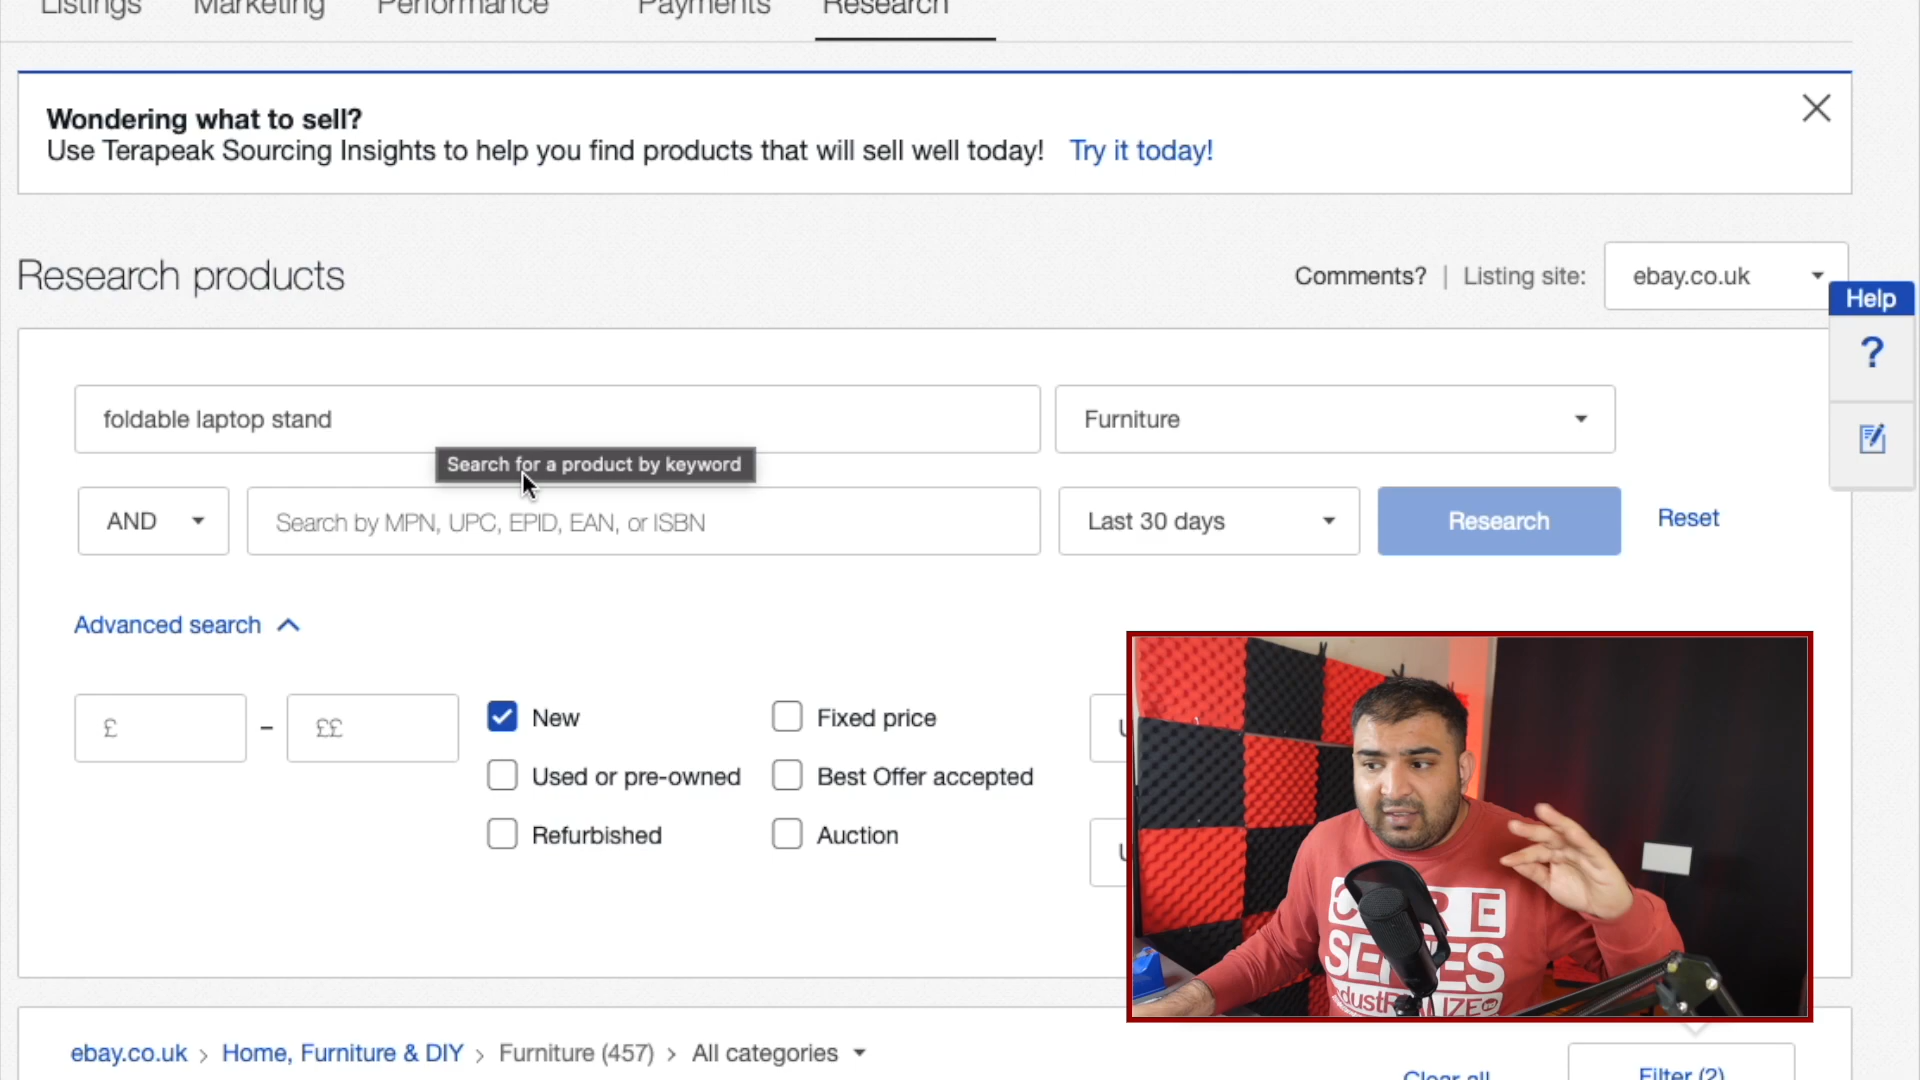 Listings Marketing Performance Payments Research
Wondering what to sell?
Use Terapeak Sourcing Insights to help you find products that will sell well today! Try it today!
Research products
Comments? | Listing site: ebay.co.uk
Help
?
foldable laptop stand Furniture
Search for a product by keyword
AND Search by MPN, UPC, EPID, EAN, or ISBN Last 30 days Research Reset
Advanced search
£ – ££
New Fixed price
Used or pre-owned Best Offer accepted
Refurbished Auction
SERIES
ebay.co.uk > Home, Furniture & DIY > Furniture (457) > All categories
Clear all Filter (2)